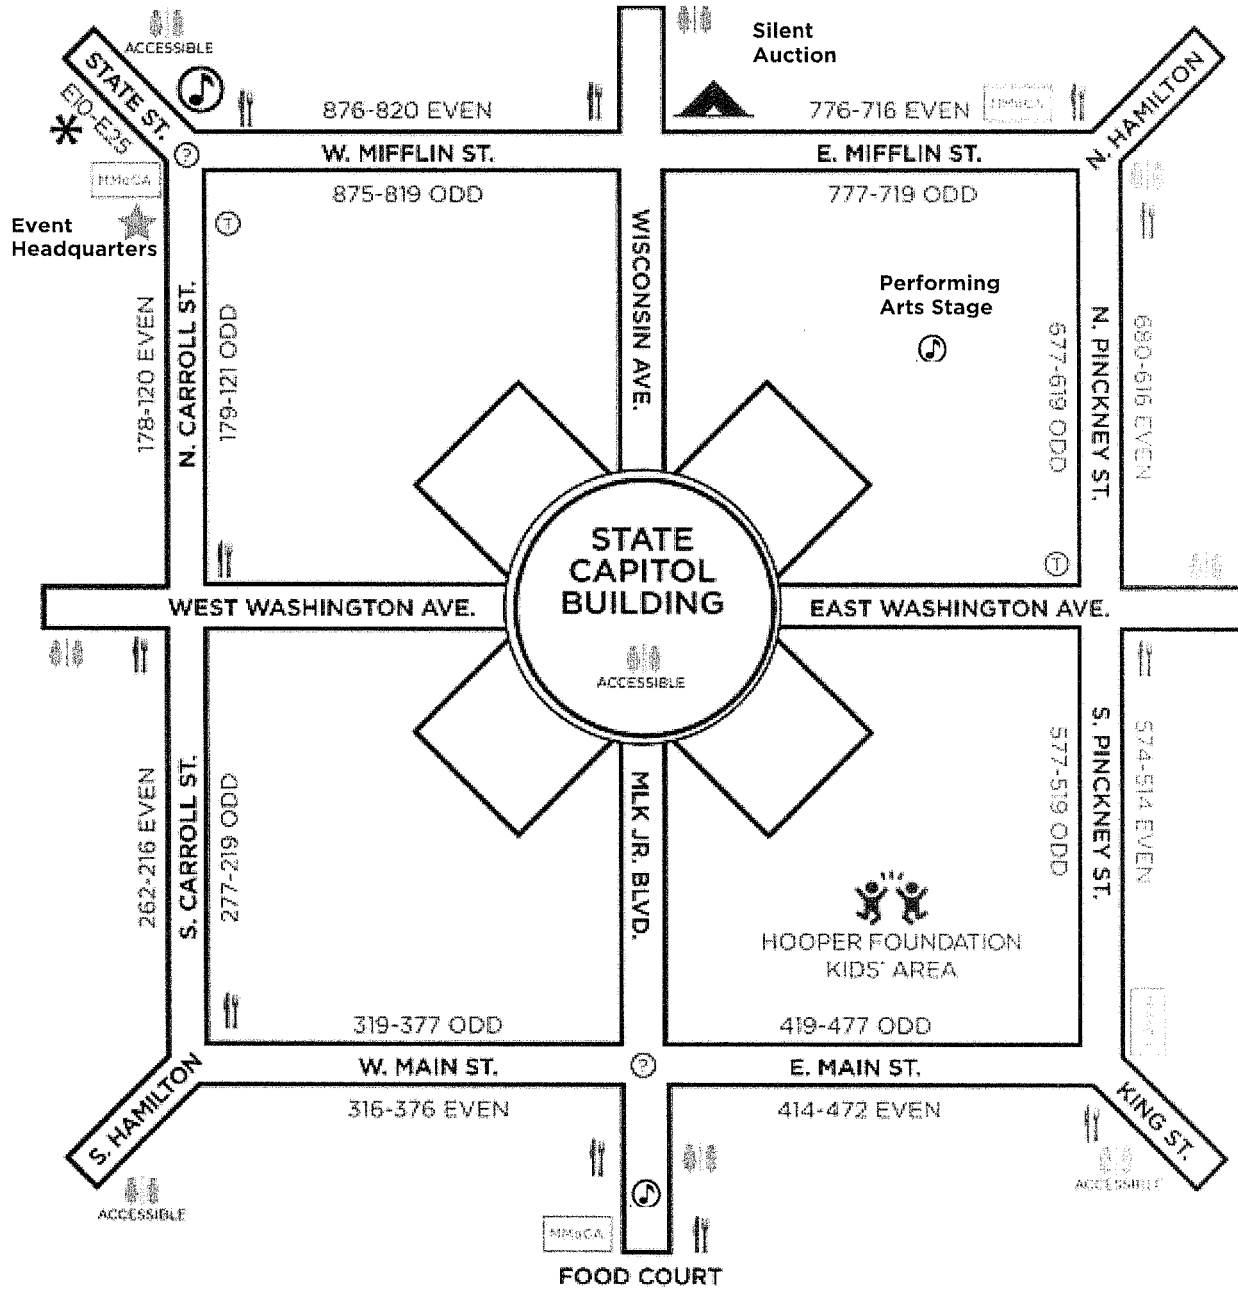 Silent
Auction
ACCESSIBLE
STATE ST.
E10-E25
*
?
876-820 EVEN
776-716 EVEN
MMoCA
N. HAMILTON
W. MIFFLIN ST.
E. MIFFLIN ST.
MMoCA
875-819 ODD
777-719 ODD
Event
Headquarters
T
WISCONSIN AVE.
Performing
Arts Stage
178-120 EVEN
N. CARROLL ST.
179-121 ODD
677-619 ODD
N. PINCKNEY ST.
680-616 EVEN
STATE
CAPITOL
BUILDING
ACCESSIBLE
T
WEST WASHINGTON AVE.
EAST WASHINGTON AVE.
262-216 EVEN
S. CARROLL ST.
277-219 ODD
MLK JR. BLVD.
577-519 ODD
S. PINCKNEY ST.
574-514 EVEN
HOOPER FOUNDATION
KIDS' AREA
319-377 ODD
419-477 ODD
W. MAIN ST.
?
E. MAIN ST.
S. HAMILTON
316-376 EVEN
414-472 EVEN
KING ST.
ACCESSIBLE
ACCESSIBLE
MMoCA
FOOD COURT